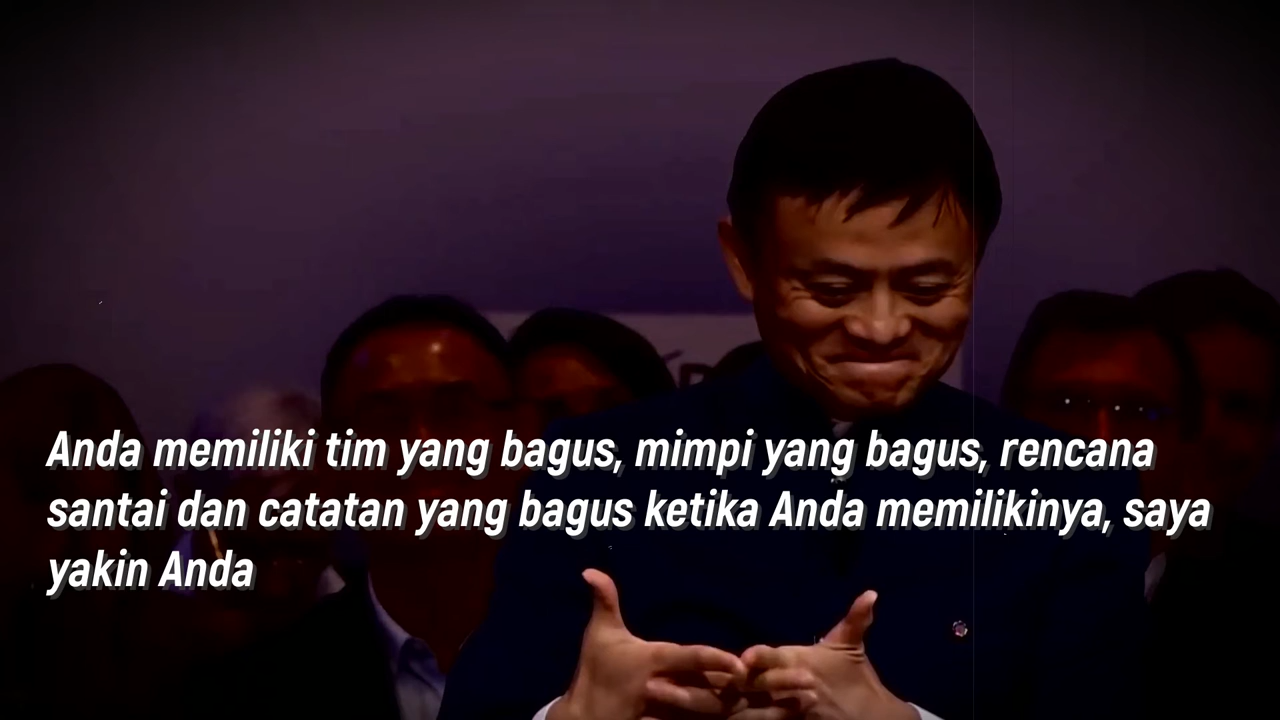 Anda memiliki tim yang bagus, mimpi yang bagus, rencana
santai dan catatan yang bagus ketika Anda memilikinya, saya
yakin Anda